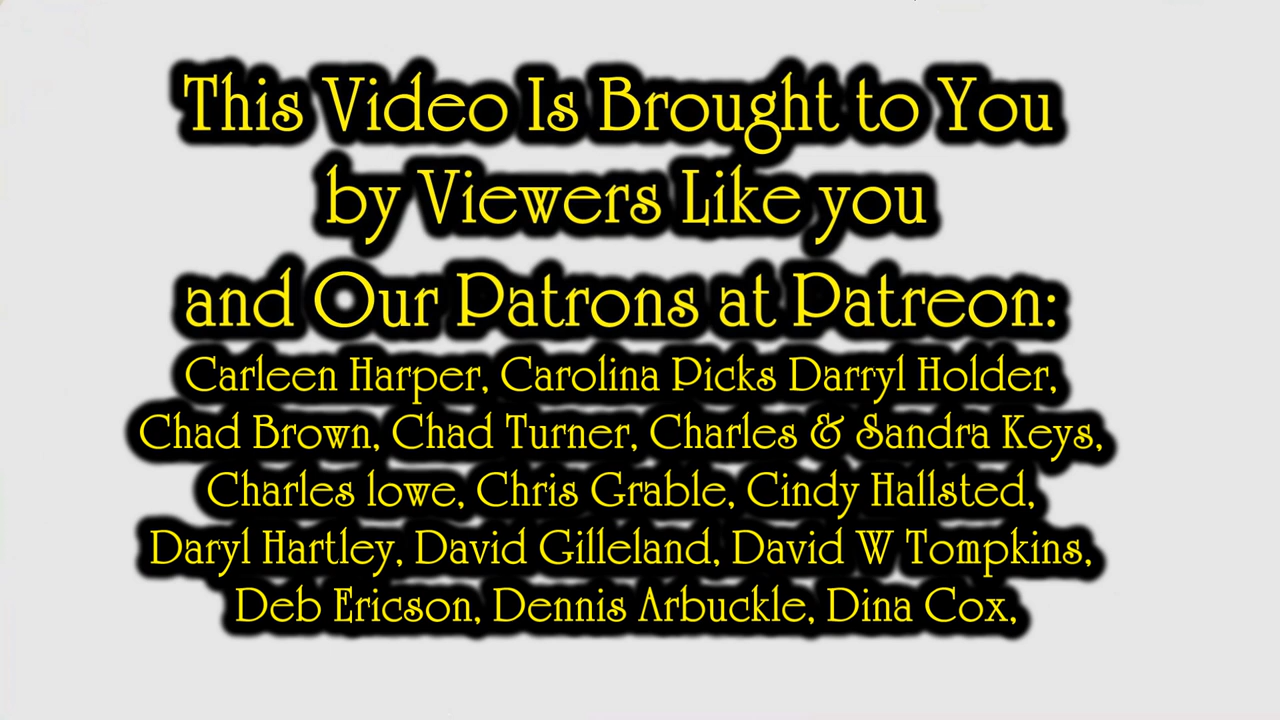 This Video Is Brought to You
by Viewers Like you
and Our Patrons at Patreon:
Carleen Harper, Carolina Picks Darryl Holder,
Chad Brown, Chad Turner, Charles & Sandra Keys,
Charles lowe, Chris Grable, Cindy Hallsted,
Daryl Hartley, David Gilleland, David W Tompkins,
Deb Ericson, Dennis Arbuckle, Dina Cox,